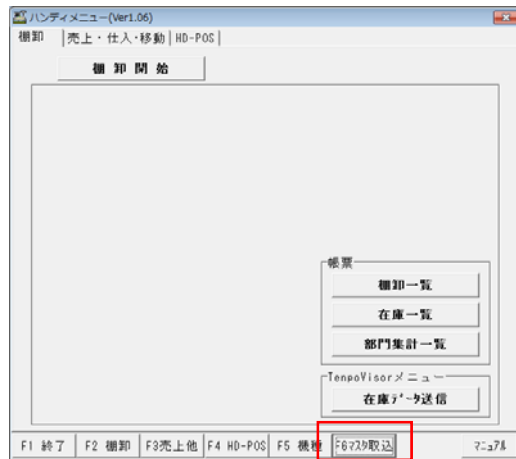 ハンディメニュー(Ver1.06)
棚卸 売上・仕入・移動 HD-POS
棚 卸 開 始
帳票
棚卸一覧
在庫一覧
部門集計一覧
TenpoVisorメニュー
在庫ﾃﾞｰﾀ送信
F1 終了 F2 棚卸 F3売上他 F4 HD-POS F5 機種 F6ﾏｽﾀ取込 ﾏﾆｭｱﾙ